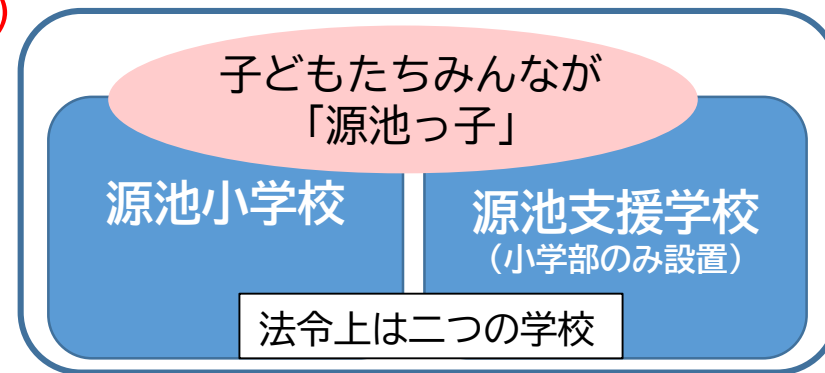 )
子どもたちみんなが
「源池っ子」
源池小学校
源池支援学校
（小学部のみ設置）
法令上は二つの学校